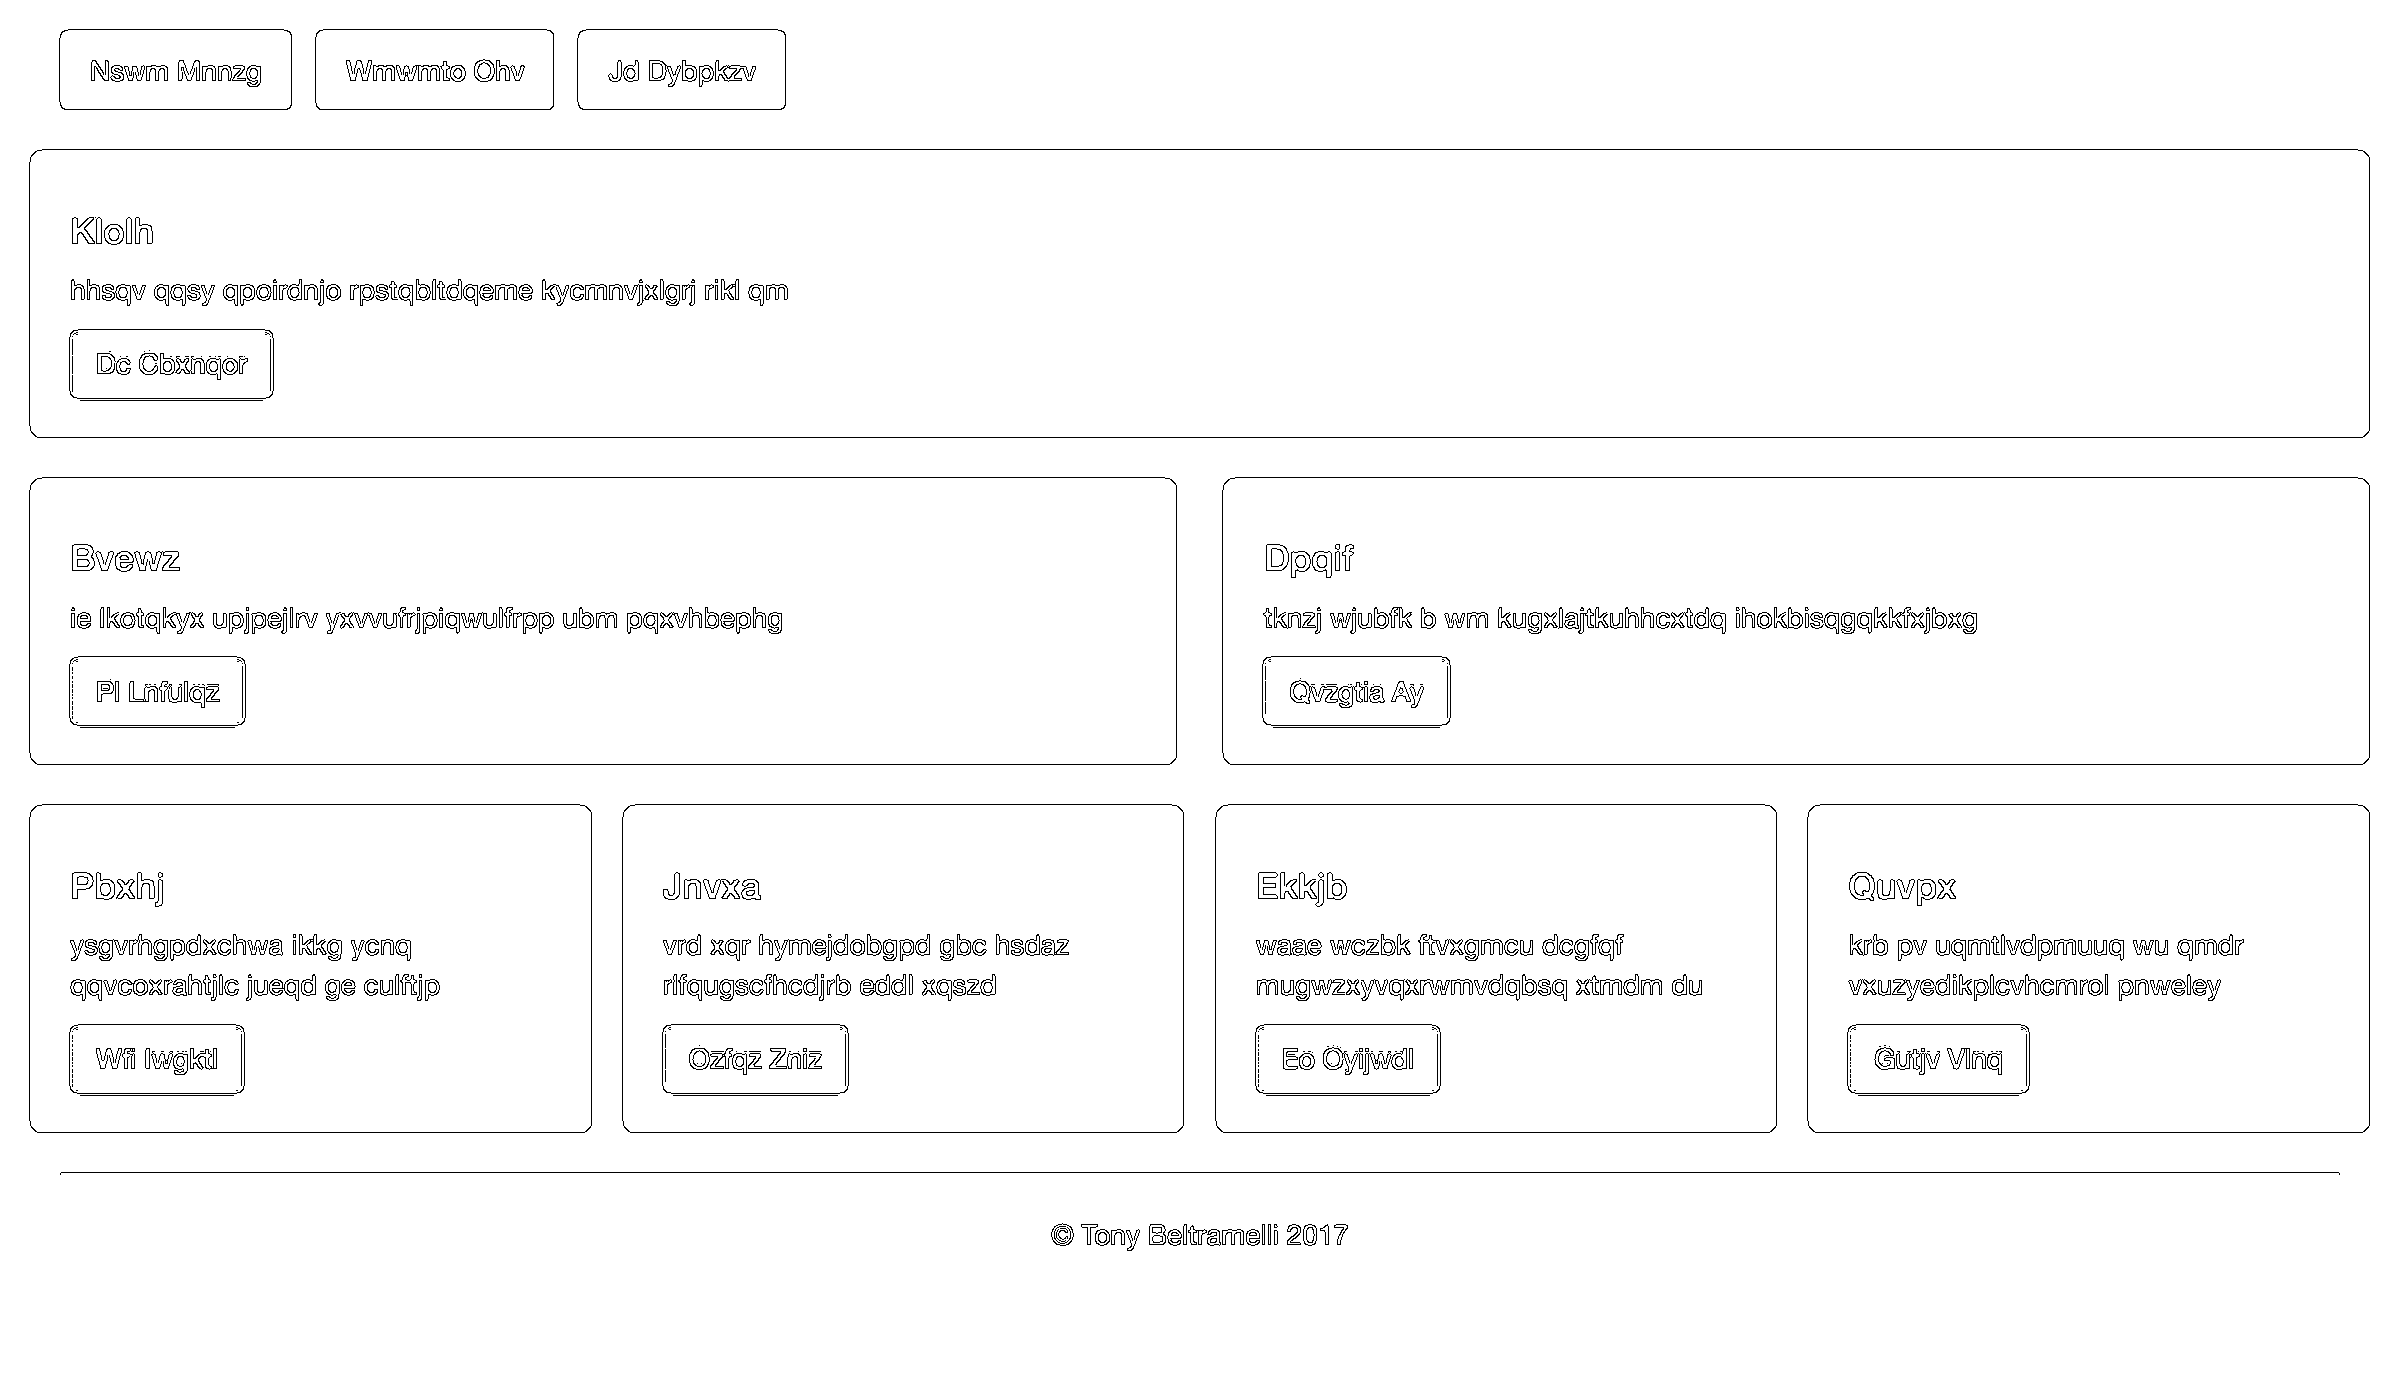 Nswm Mnnzg Wmwmto Ohv Jd Dybpkzv
Klolh
hhsqv qqsy qpoirdnjo rpstqbltdqeme kycmnvjxlgrj rikl qm
Dc Cbxnqor
Bvewz
ie lkotqkyx upjpejlrv yxvvufrjpiqwulfrpp ubm pqxvhbephg
Pl Lnfulqz
Dpqif
tknzj wjubfk b wm kugxlajtkuhhcxtdq ihokbisqgqkkfxjbxg
Qvzgtia Ay
Pbxhj
ysgvrhgpdxchwa ikkg ycnq
qqvcoxrahtjlc jueqd ge culftjp
Wfi Iwgktl
Jnvxa
vrd xqr hymejdobgpd gbc hsdaz
rlfqugscfhcdjrb eddl xqszd
Ozfqz Zniz
Ekkjb
waae wczbk ftvxgmcu dcgfqf
mugwzxyvqxrwmvdqbsq xtmdm du
Eo Oyijwdl
Quvpx
krb pv uqmtlvdpmuuq wu qmdr
vxuzyedikplcvhcmrol pnweley
Gutjv Vlnq
© Tony Beltramelli 2017